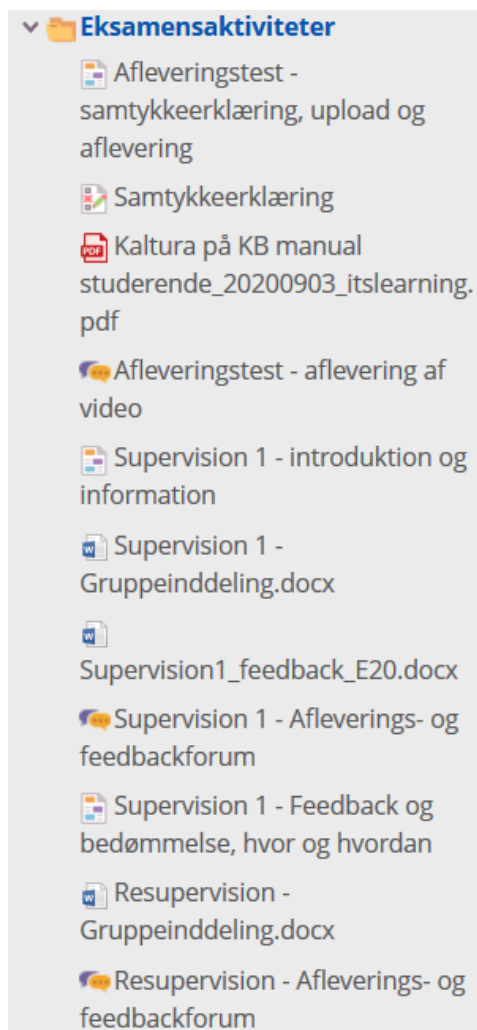 Eksamensaktiviteter
Afleveringstest -
samtykkeerklæring, upload og
aflevering
Samtykkeerklæring
Kaltura på KB manual
studerende_20200903_itslearning.
pdf
Afleveringstest - aflevering af
video
Supervision 1 - introduktion og
information
Supervision 1 -
Gruppeinddeling.docx
Supervision1_feedback_E20.docx
Supervision 1 - Afleverings- og
feedbackforum
Supervision 1 - Feedback og
bedømmelse, hvor og hvordan
Resupervision -
Gruppeinddeling.docx
Resupervision - Afleverings- og
feedbackforum